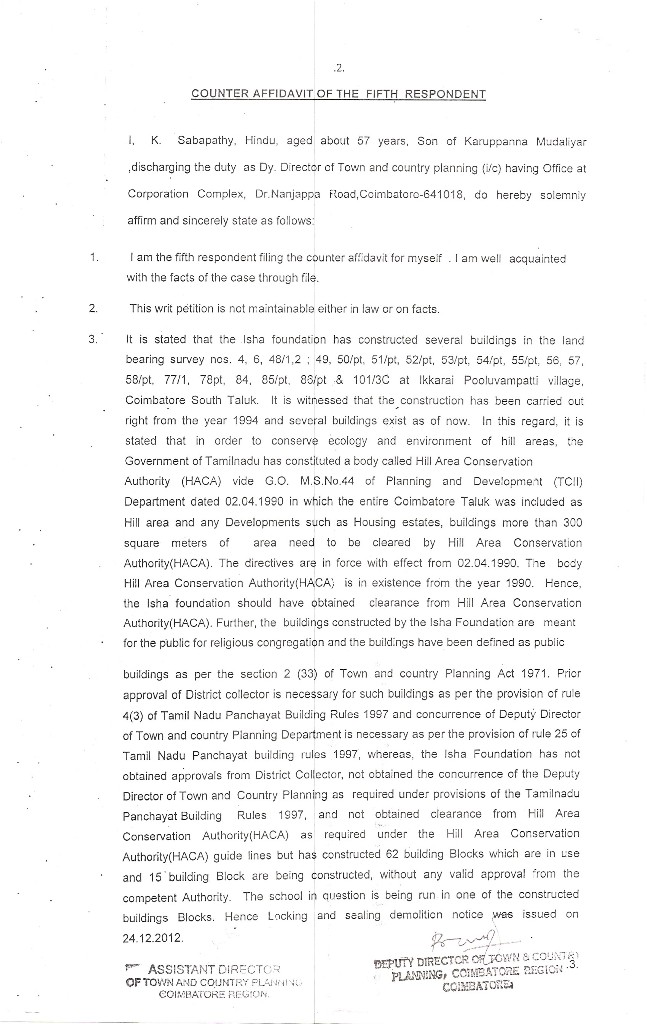 .2.
COUNTER AFFIDAVIT OF THE FIFTH RESPONDENT
I, K. Sabapathy, Hindu, aged about 57 years, Son of Karuppanna Mudaliyar
,discharging the duty as Dy. Director of Town and country planning (i/c) having Office at
Corporation Complex, Dr.Nanjappa Road,Coimbatore-641018, do hereby solemnly
affirm and sincerely state as follows:
1. I am the fifth respondent filing the counter affidavit for myself . I am well acquainted
with the facts of the case through file.
2. This writ petition is not maintainable either in law or on facts.
3. It is stated that the Isha foundation has constructed several buildings in the land
bearing survey nos. 4, 6, 48/1,2 ; 49, 50/pt, 51/pt, 52/pt, 53/pt, 54/pt, 55/pt, 56, 57,
58/pt, 77/1, 78pt, 84, 85/pt, 86/pt & 101/3C at Ikkarai Pooluvampatti village,
Coimbatore South Taluk. It is witnessed that the construction has been carried out
right from the year 1994 and several buildings exist as of now. In this regard, it is
stated that in order to conserve ecology and environment of hill areas, the
Government of Tamilnadu has constituted a body called Hill Area Conservation
Authority (HACA) vide G.O. M.S.No.44 of Planning and Development (TCII)
Department dated 02.04.1990 in which the entire Coimbatore Taluk was included as
Hill area and any Developments such as Housing estates, buildings more than 300
square meters of area need to be cleared by Hill Area Conservation
Authority(HACA). The directives are in force with effect from 02.04.1990. The body
Hill Area Conservation Authority(HACA) is in existence from the year 1990. Hence,
the Isha foundation should have obtained clearance from Hill Area Conservation
Authority(HACA). Further, the buildings constructed by the Isha Foundation are meant
for the public for religious congregation and the buildings have been defined as public
buildings as per the section 2 (33) of Town and country Planning Act 1971. Prior
approval of District collector is necessary for such buildings as per the provision of rule
4(3) of Tamil Nadu Panchayat Building Rules 1997 and concurrence of Deputy Director
of Town and country Planning Department is necessary as per the provision of rule 25 of
Tamil Nadu Panchayat building rules 1997, whereas, the Isha Foundation has not
obtained approvals from District Collector, not obtained the concurrence of the Deputy
Director of Town and Country Planning as required under provisions of the Tamilnadu
Panchayat Building Rules 1997, and not obtained clearance from Hill Area
Conservation Authority(HACA) as required under the Hill Area Conservation
Authority(HACA) guide lines but has constructed 62 building Blocks which are in use
and 15 building Block are being constructed, without any valid approval from the
competent Authority. The school in question is being run in one of the constructed
buildings Blocks. Hence Locking and sealing demolition notice was issued on
24.12.2012.
ASSISTANT DIRECTOR
OF TOWN AND COUNTRY PLANNING
COIMBATORE REGION.
DEPUTY DIRECTOR OF TOWN & COUNTRY
PLANNING, COIMBATORE REGION .3.
COIMBATORE.